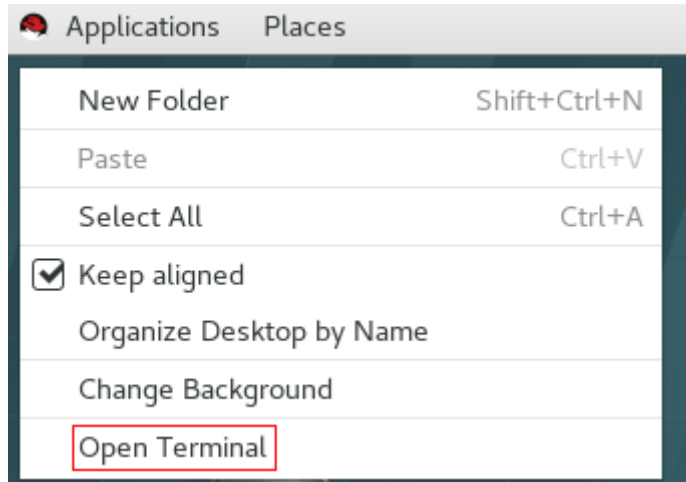 Applications Places
New Folder Shift+Ctrl+N
Paste Ctrl+V
Select All Ctrl+A
Keep aligned
Organize Desktop by Name
Change Background
Open Terminal